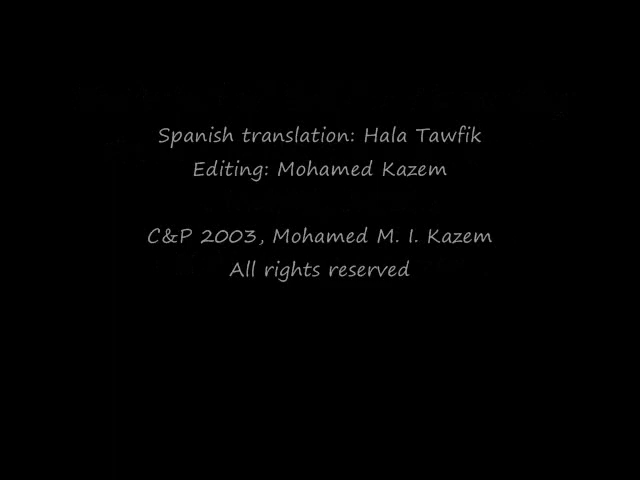 Spanish translation: Hala Tawfik
Editing: Mohamed Kazem
C&P 2003, Mohamed M. I. Kazem
All rights reserved